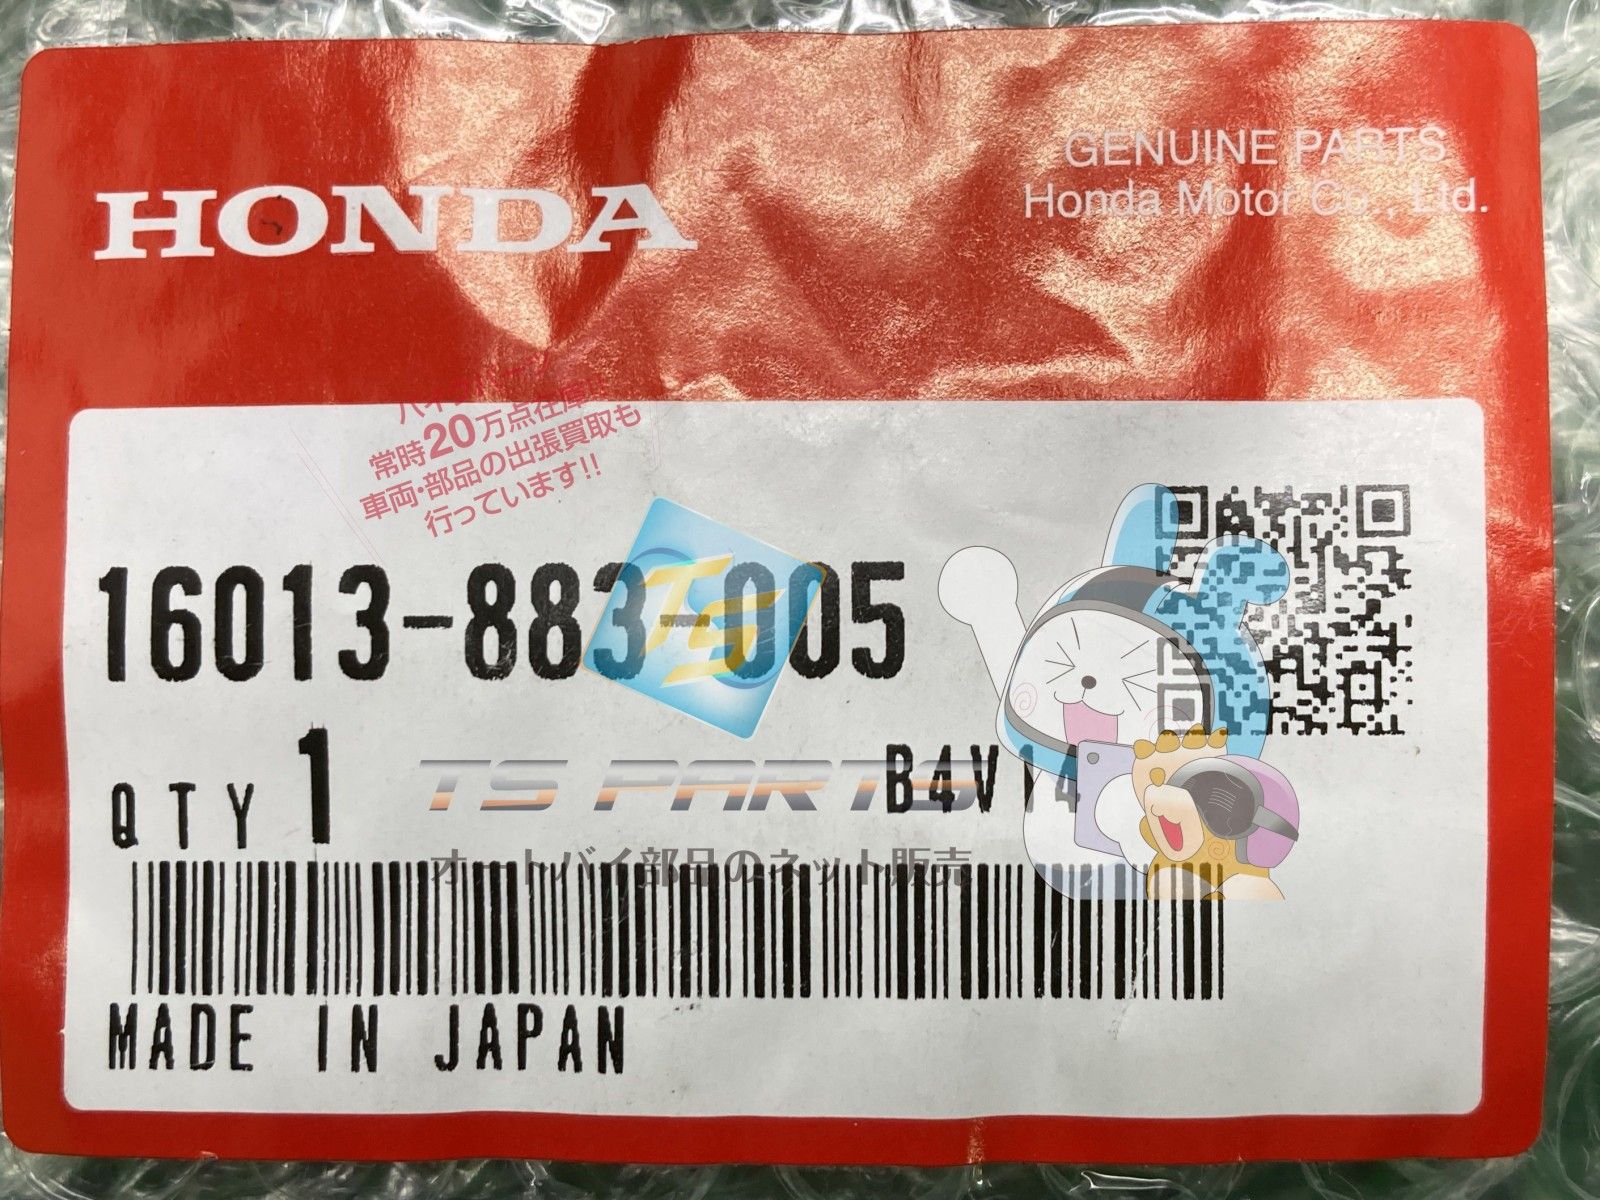 HONDA
GENUINE PARTS
Honda Motor Co., Ltd.
常時20万点在庫!!
車両・部品の出張買取も
行っています!!
16013-883-005
TS
QTY 1
B4V14
TS PARTS
オートバイ部品のネット販売
MADE IN JAPAN